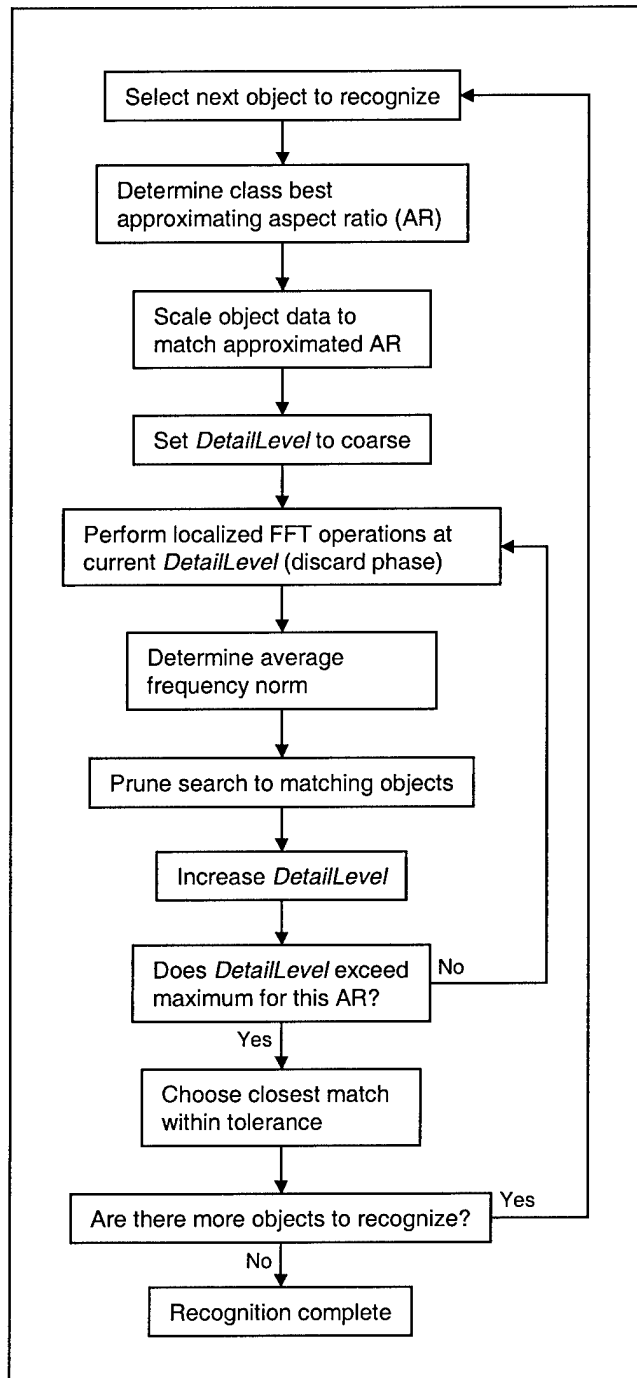 Select next object to recognize
Determine class best
approximating aspect ratio (AR)
Scale object data to
match approximated AR
Set DetailLevel to coarse
Perform localized FFT operations at
current DetailLevel (discard phase)
Determine average
frequency norm
Prune search to matching objects
Increase DetailLevel
Does DetailLevel exceed
maximum for this AR?
No
Yes
Choose closest match
within tolerance
Are there more objects to recognize?
Yes
No
Recognition complete